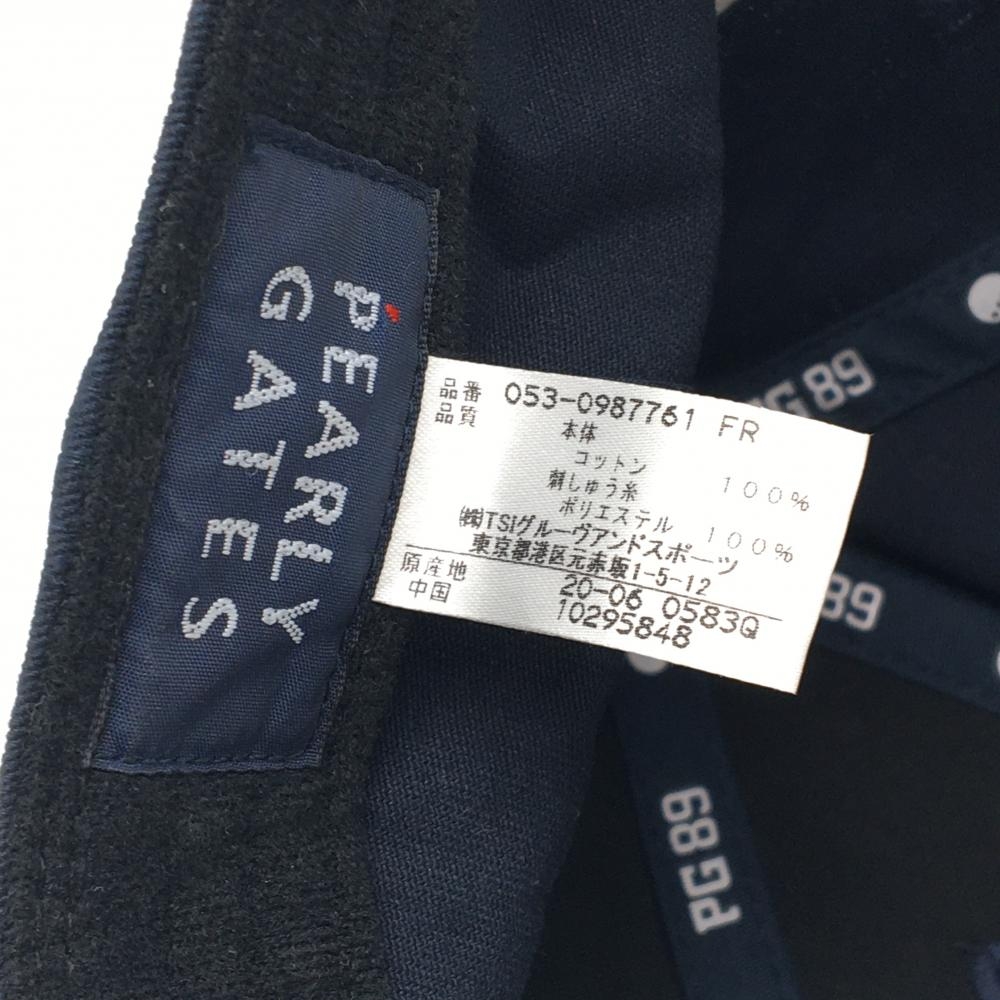 PEARLY
GATES
品番 053-0987761 FR
品質
本体
コットン 100%
刺しゅう糸
ポリエステル 100%
㈱TSIグルーヴアンドスポーツ
東京都港区元赤坂1-5-12
原産地 20-06 0583Q
中国 10295848
PG89
89
PG89